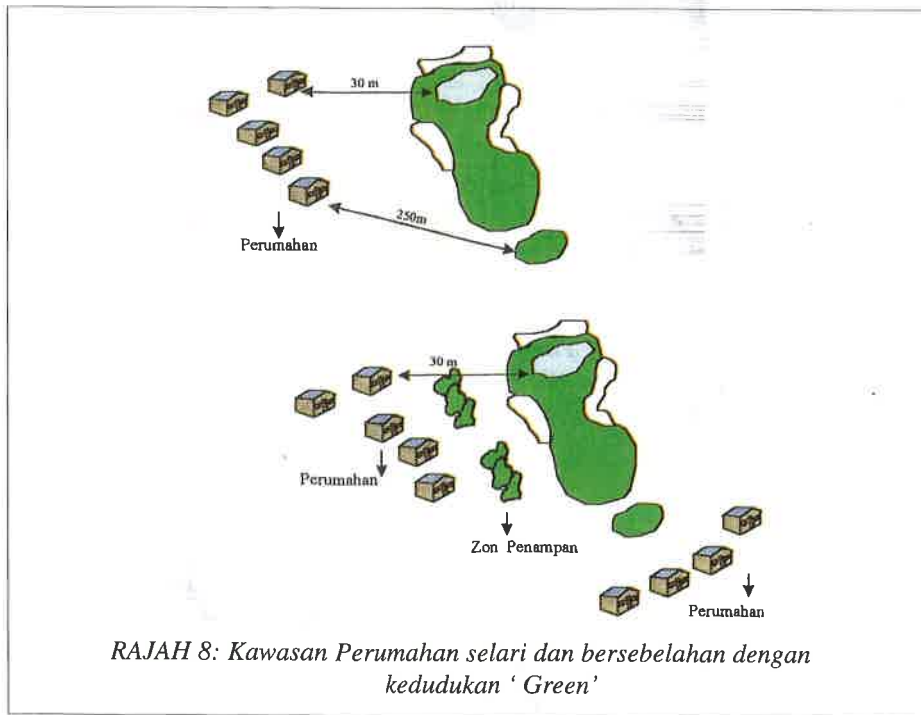 30 m
250m
Perumahan
30 m
Perumahan
Zon Penampan
Perumahan
RAJAH 8: Kawasan Perumahan selari dan bersebelahan dengan
kedudukan ‘ Green’